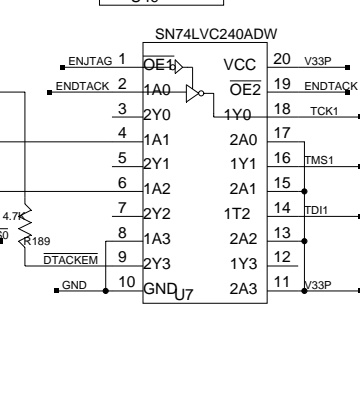 SN74LVC240ADW
ENJTAG 1 OE1 VCC 20 V33P
ENDTACK 2 1A0 OE2 19 ENDTACK
3 2Y0 1Y0 18 TCK1
4 1A1 2A0 17
5 2Y1 1Y1 16 TMS1
6 1A2 2A1 15
4.7K 7 2Y2 1T2 14 TDI1
R189 8 1A3 2A2 13
DTACKEM 9 2Y3 1Y3 12
GND 10 GND U7 2A3 11 V33P